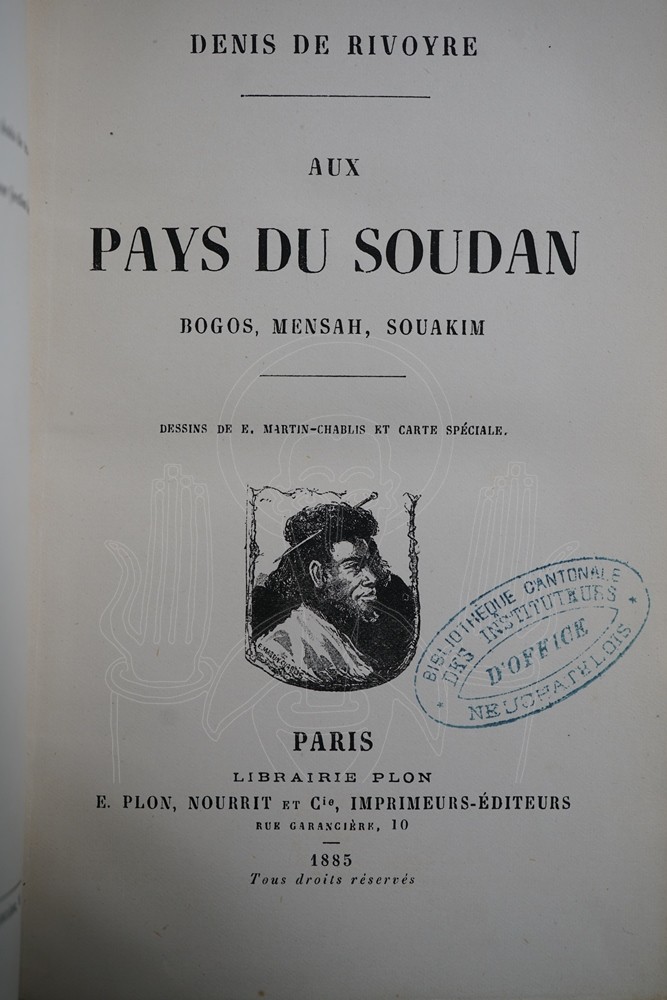 DENIS DE RIVOYRE
AUX
PAYS DU SOUDAN
BOGOS, MENSAH, SOUAKIM
DESSINS DE E. MARTIN-CHABLIS ET CARTE SPÉCIALE.
BIBLIOTHÈQUE CANTONALE
DES INSTITUTEURS
D'OFFICE
NEUCHATELOIS
PARIS
LIBRAIRIE PLON
E. PLON, NOURRIT ET Cie, IMPRIMEURS-ÉDITEURS
RUE GARANCIÈRE, 10
1885
Tous droits réservés